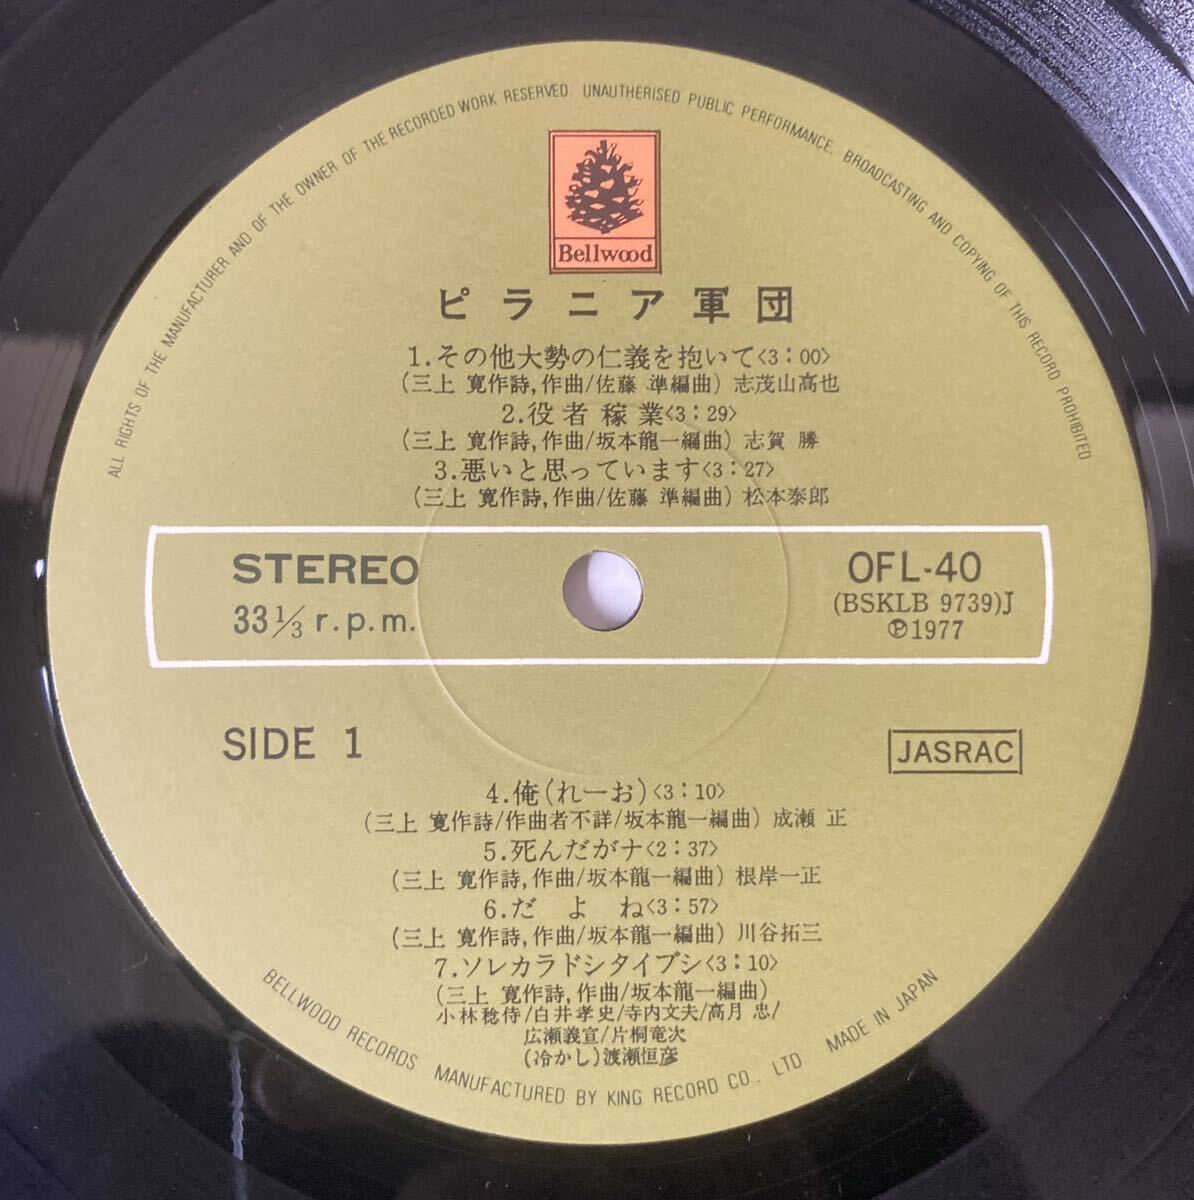 ALL RIGHTS OF THE MANUFACTURER AND OF THE OWNER OF THE RECORDED WORK RESERVED. UNAUTHERISED PUBLIC PERFORMANCE, BROADCASTING AND COPYING OF THIS RECORD PROHIBITED
Bellwood
ピラニア軍団
1.その他大勢の仁義を抱いて<3:00>
(三上 寛作詩,作曲/佐藤 準編曲) 志茂山高也
2.役者稼業<3:29>
(三上 寛作詩,作曲/坂本龍一編曲) 志賀 勝
3.悪いと思っています<3:27>
(三上 寛作詩,作曲/佐藤 準編曲) 松本泰郎
STEREO
33 1/3 r.p.m.
OFL-40
(BSKLB 9739)J
℗1977
SIDE 1
JASRAC
4.俺(れーお)<3:10>
(三上 寛作詩/作曲者不詳/坂本龍一編曲) 成瀬 正
5.死んだがナ<2:37>
(三上 寛作詩,作曲/坂本龍一編曲) 根岸一正
6.だ よ ね<3:57>
(三上 寛作詩,作曲/坂本龍一編曲) 川谷拓三
7.ソレカラドシタイブシ<3:10>
(三上 寛作詩,作曲/坂本龍一編曲)
小林稔侍/白井孝史/寺内文夫/高月 忠/
広瀬義宣/片桐竜次
(冷かし)渡瀬恒彦
BELLWOOD RECORDS MANUFACTURED BY KING RECORD CO., LTD MADE IN JAPAN